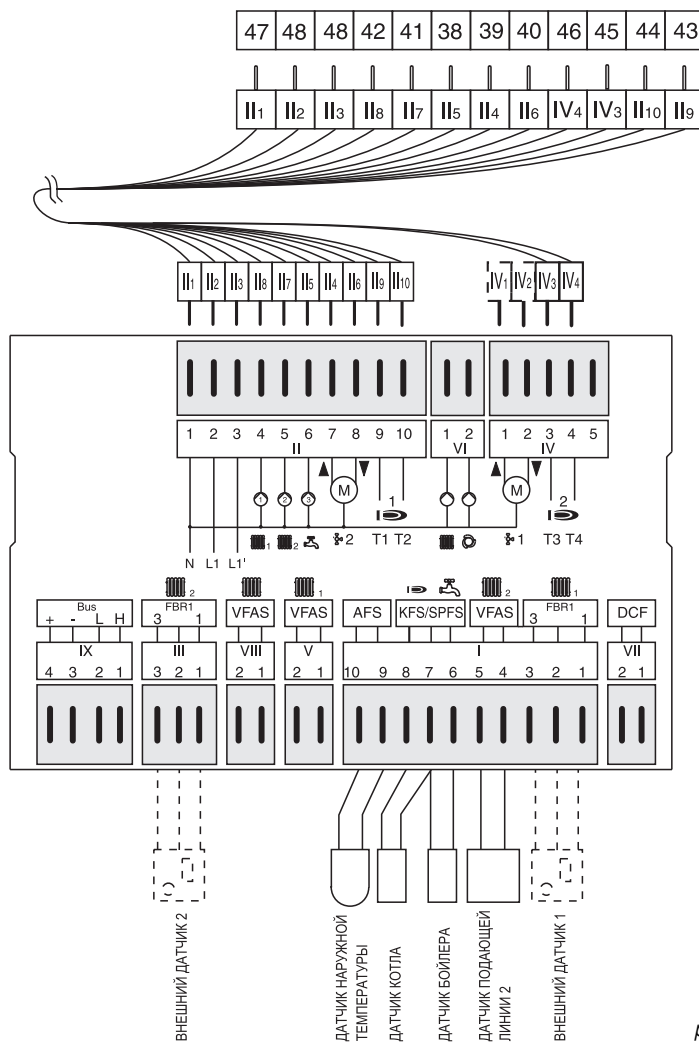 47 48 48 42 41 38 39 40 46 45 44 43
II1 II2 II3 II8 II7 II5 II4 II6 IV4 IV3 II10 II9
II1 II2 II3 II8 II7 II5 II4 II6 II9 II10 IV1 IV2 IV3 IV4
1 2 3 4 5 6 7 8 9 10 1 2 1 2 3 4 5
II VI IV
1 2 3 M 1 M 2
1 2 2 T1 T2 1 T3 T4
N L1 L1'
2 1 2 1
Bus FBR1 VFAS VFAS AFS KFS/SPFS VFAS FBR1 DCF
+ - L H 3 1 3 1
IX III VIII V I VII
4 3 2 1 3 2 1 2 1 2 1 10 9 8 7 6 5 4 3 2 1 2 1
ВНЕШНИЙ ДАТЧИК 2
ДАТЧИК НАРУЖНОЙ
ТЕМПЕРАТУРЫ
ДАТЧИК КОТЛА
ДАТЧИК БОЙЛЕРА
ДАТЧИК ПОДАЮЩЕЙ
ЛИНИИ 2
ВНЕШНИЙ ДАТЧИК 1